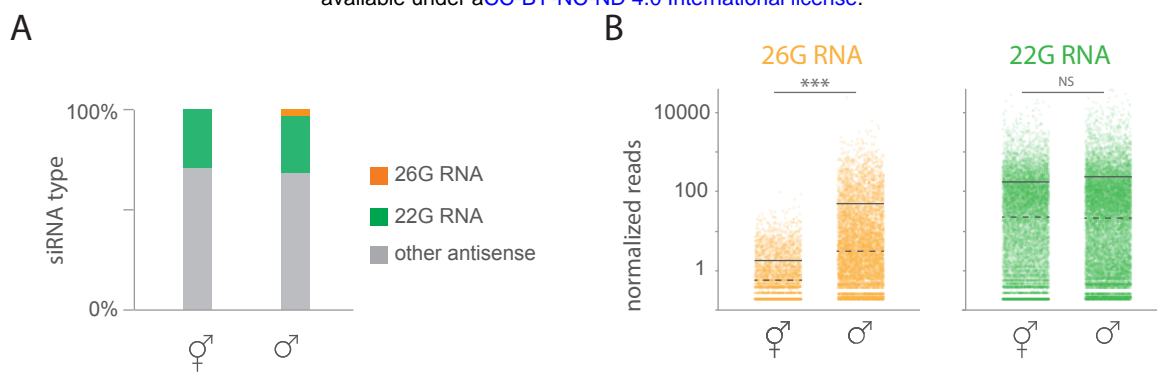 available under aCC-BY-NC-ND 4.0 International license.
A
100%
0%
siRNA type
26G RNA
22G RNA
other antisense
⚥ ♂
B
26G RNA
22G RNA
***
NS
normalized reads
10000
100
1
⚥ ♂
⚥ ♂